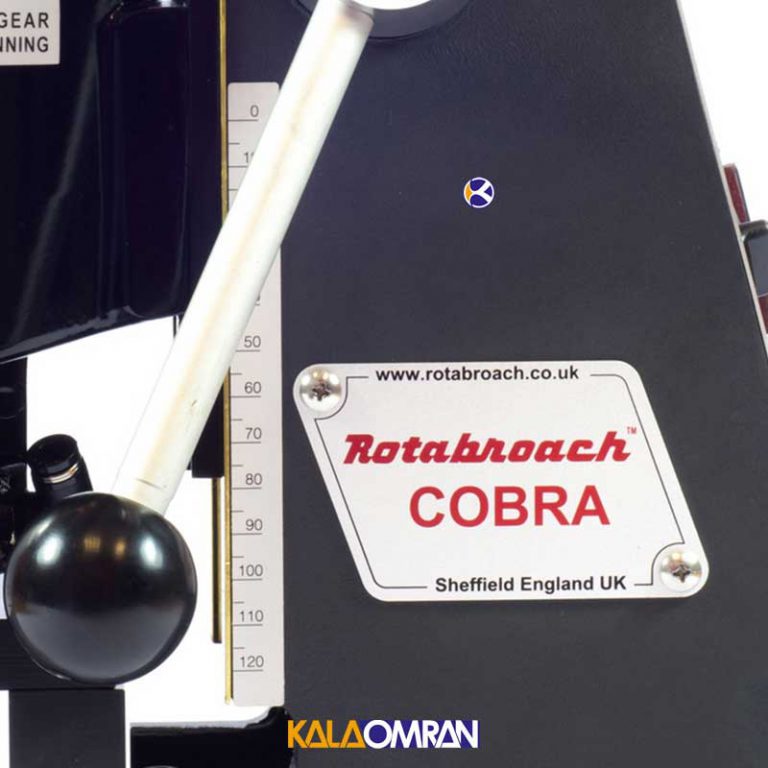 GEAR
NNING
0
50
60
70
80
90
100
110
120
www.rotabroach.co.uk
Rotabroach™
COBRA
Sheffield England UK
KALAOMRAN